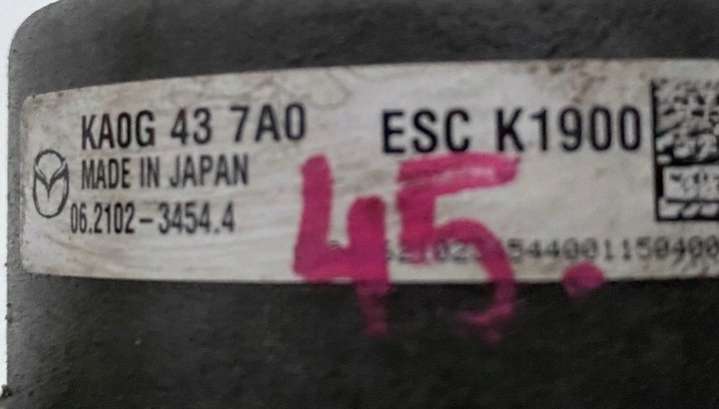 KA0G 43 7A0 ESC K1900
MADE IN JAPAN
06.2102-3454.4
45.